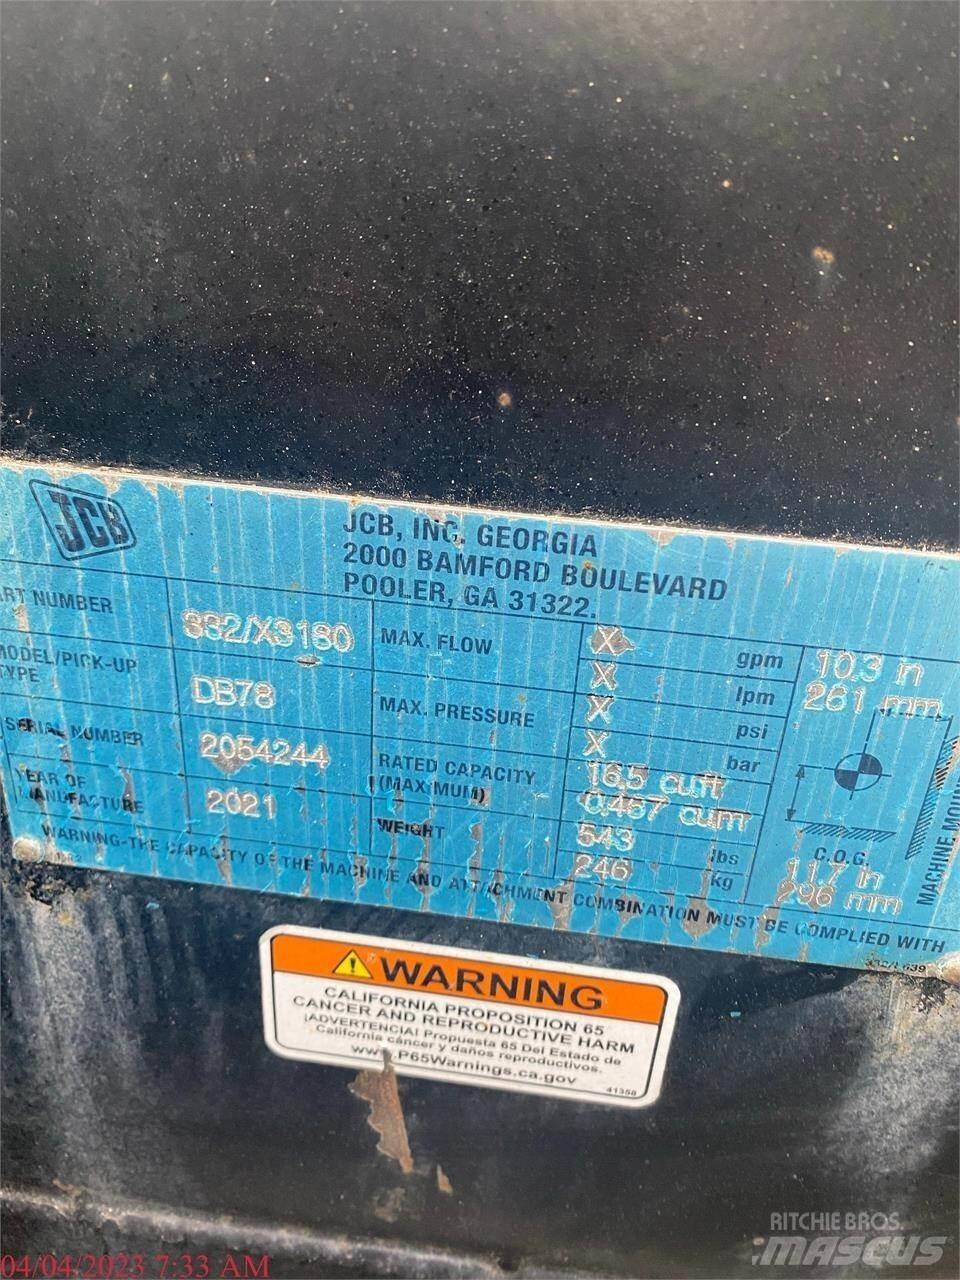 JCB
JCB, INC. GEORGIA
2000 BAMFORD BOULEVARD
POOLER, GA 31322.
ART NUMBER
332/X3180
MAX. FLOW
X
gpm
10.3 in
MODEL/PICK-UP
TYPE
DB78
X
lpm
261 mm
MAX. PRESSURE
X
psi
SERIAL NUMBER
2054244
X
bar
RATED CAPACITY
(MAXIMUM)
16.5 cu ft
0.467 cu m
YEAR OF
MANUFACTURE
2021
WEIGHT
543
lbs
246
kg
C.O.G.
11.7 in
296 mm
MACHINE MOUN
WARNING-THE CAPACITY OF THE MACHINE AND ATTACHMENT COMBINATION MUST BE COMPLIED WITH
WARNING
CALIFORNIA PROPOSITION 65
CANCER AND REPRODUCTIVE HARM
¡ADVERTENCIA! Propuesta 65 Del Estado de
California cáncer y daños reproductivos.
www.P65Warnings.ca.gov
41358
RITCHIE BROS.
MASCUS
04/04/2023 7:33 AM